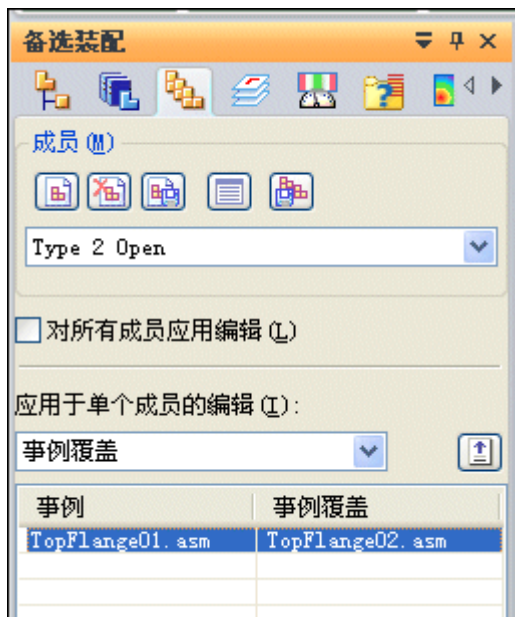 备选装配
成员(M)
Type 2 Open
对所有成员应用编辑(L)
应用于单个成员的编辑(I):
事例覆盖
事例 事例覆盖
TopFlange01.asm TopFlange02.asm